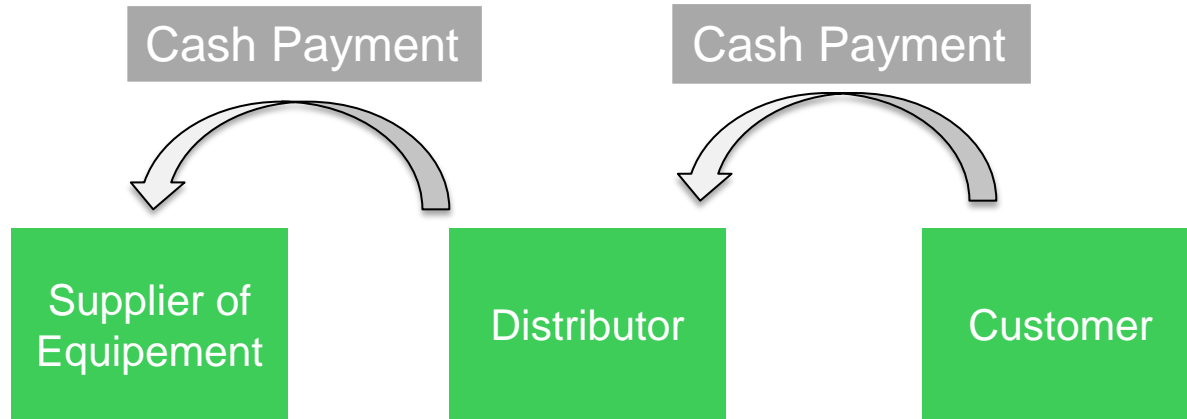 Cash Payment
Cash Payment
Supplier of
Equipement
Distributor
Customer